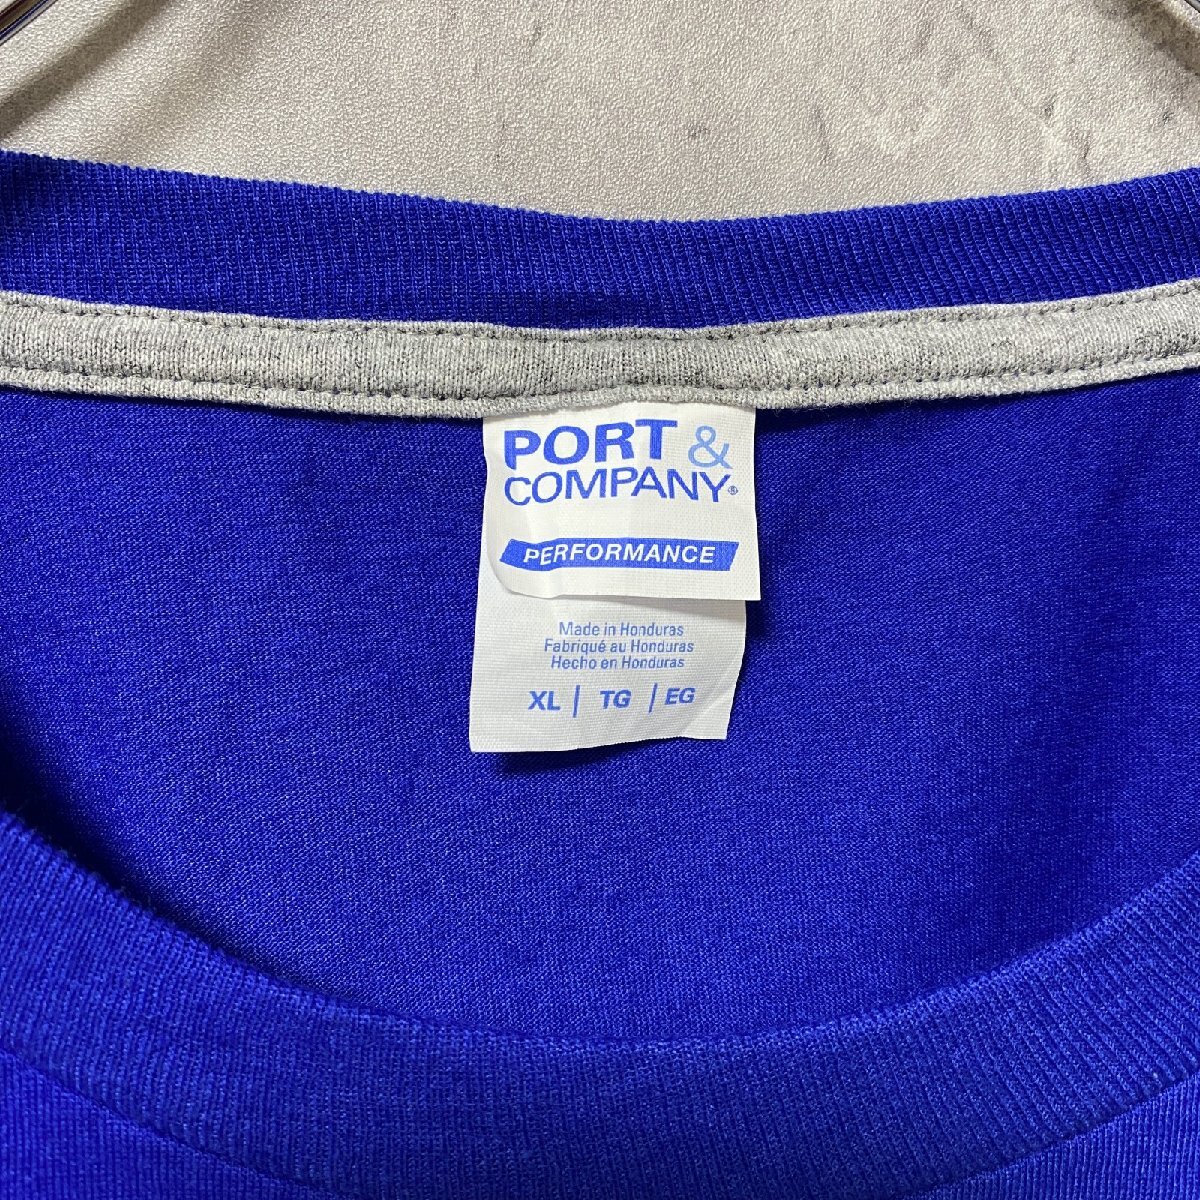 PORT &
COMPANY®
PERFORMANCE
Made in Honduras
Fabriqué au Honduras
Hecho en Honduras
XL | TG | EG